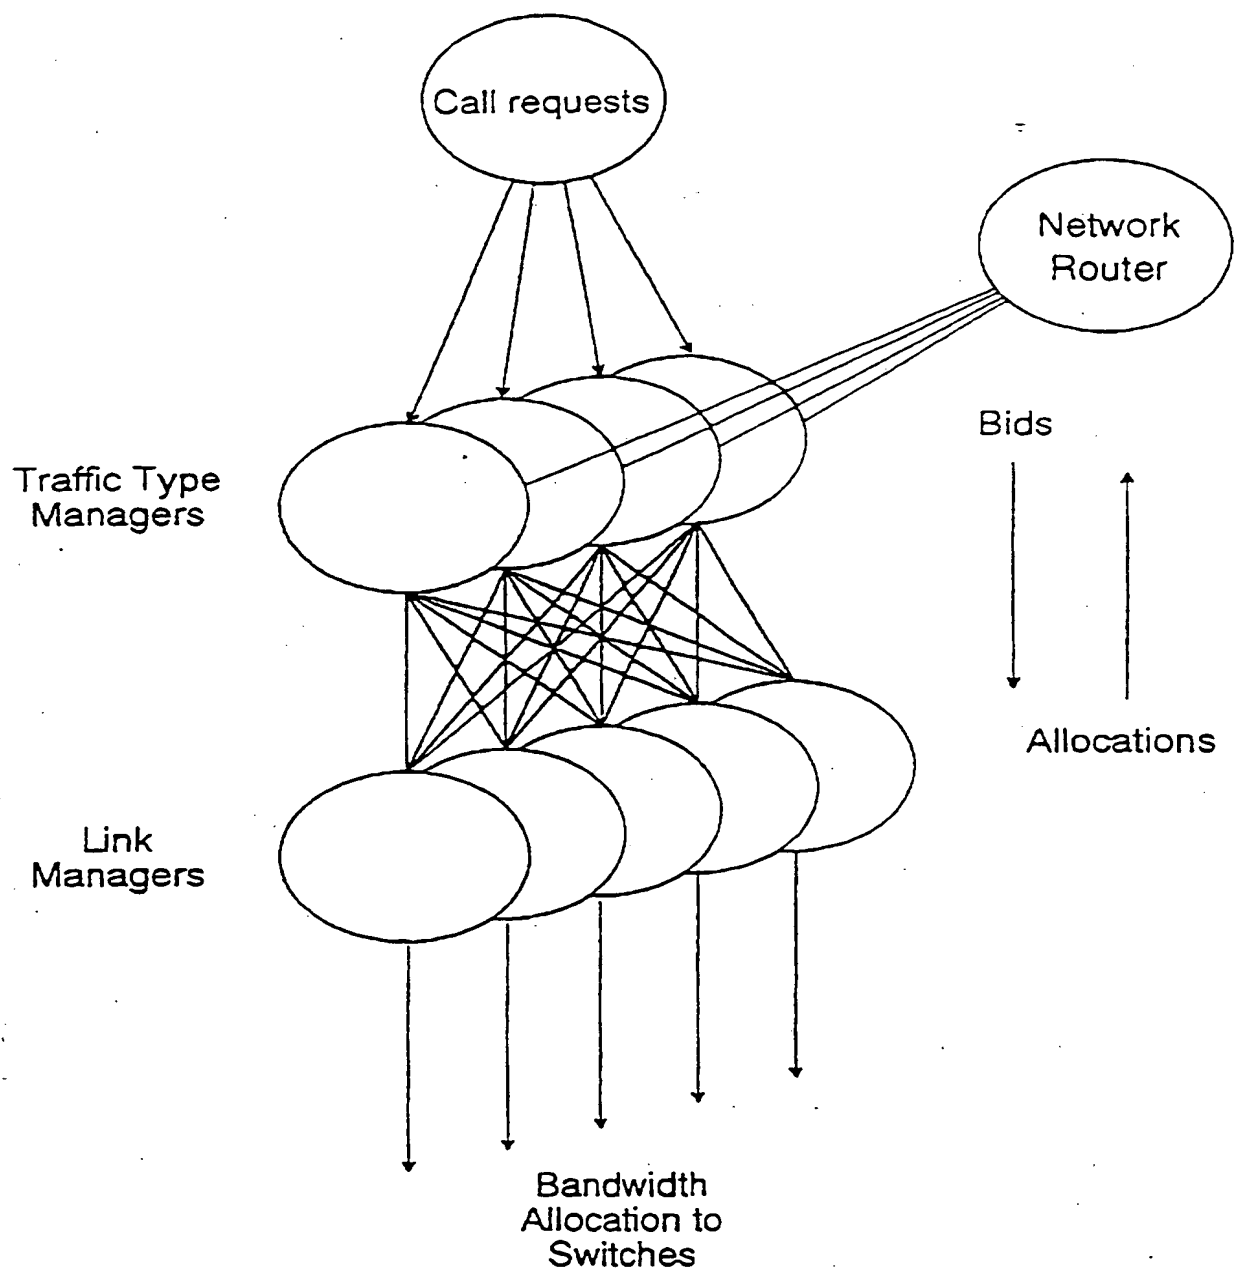 Call requests
Network
Router
Bids
Traffic Type
Managers
Allocations
Link
Managers
Bandwidth
Allocation to
Switches